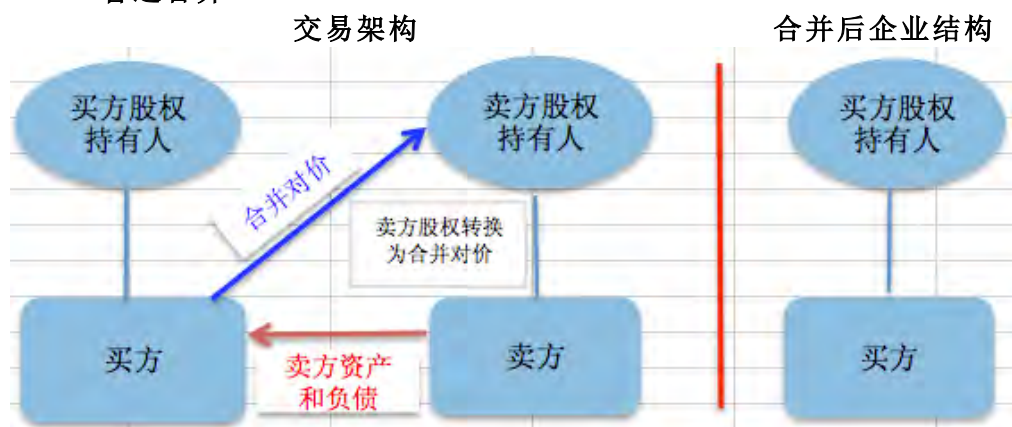 交易架构
合并后企业结构
买方股权
持有人
卖方股权
持有人
买方股权
持有人
合并对价
卖方股权转换
为合并对价
买方
卖方资产
和负债
卖方
买方